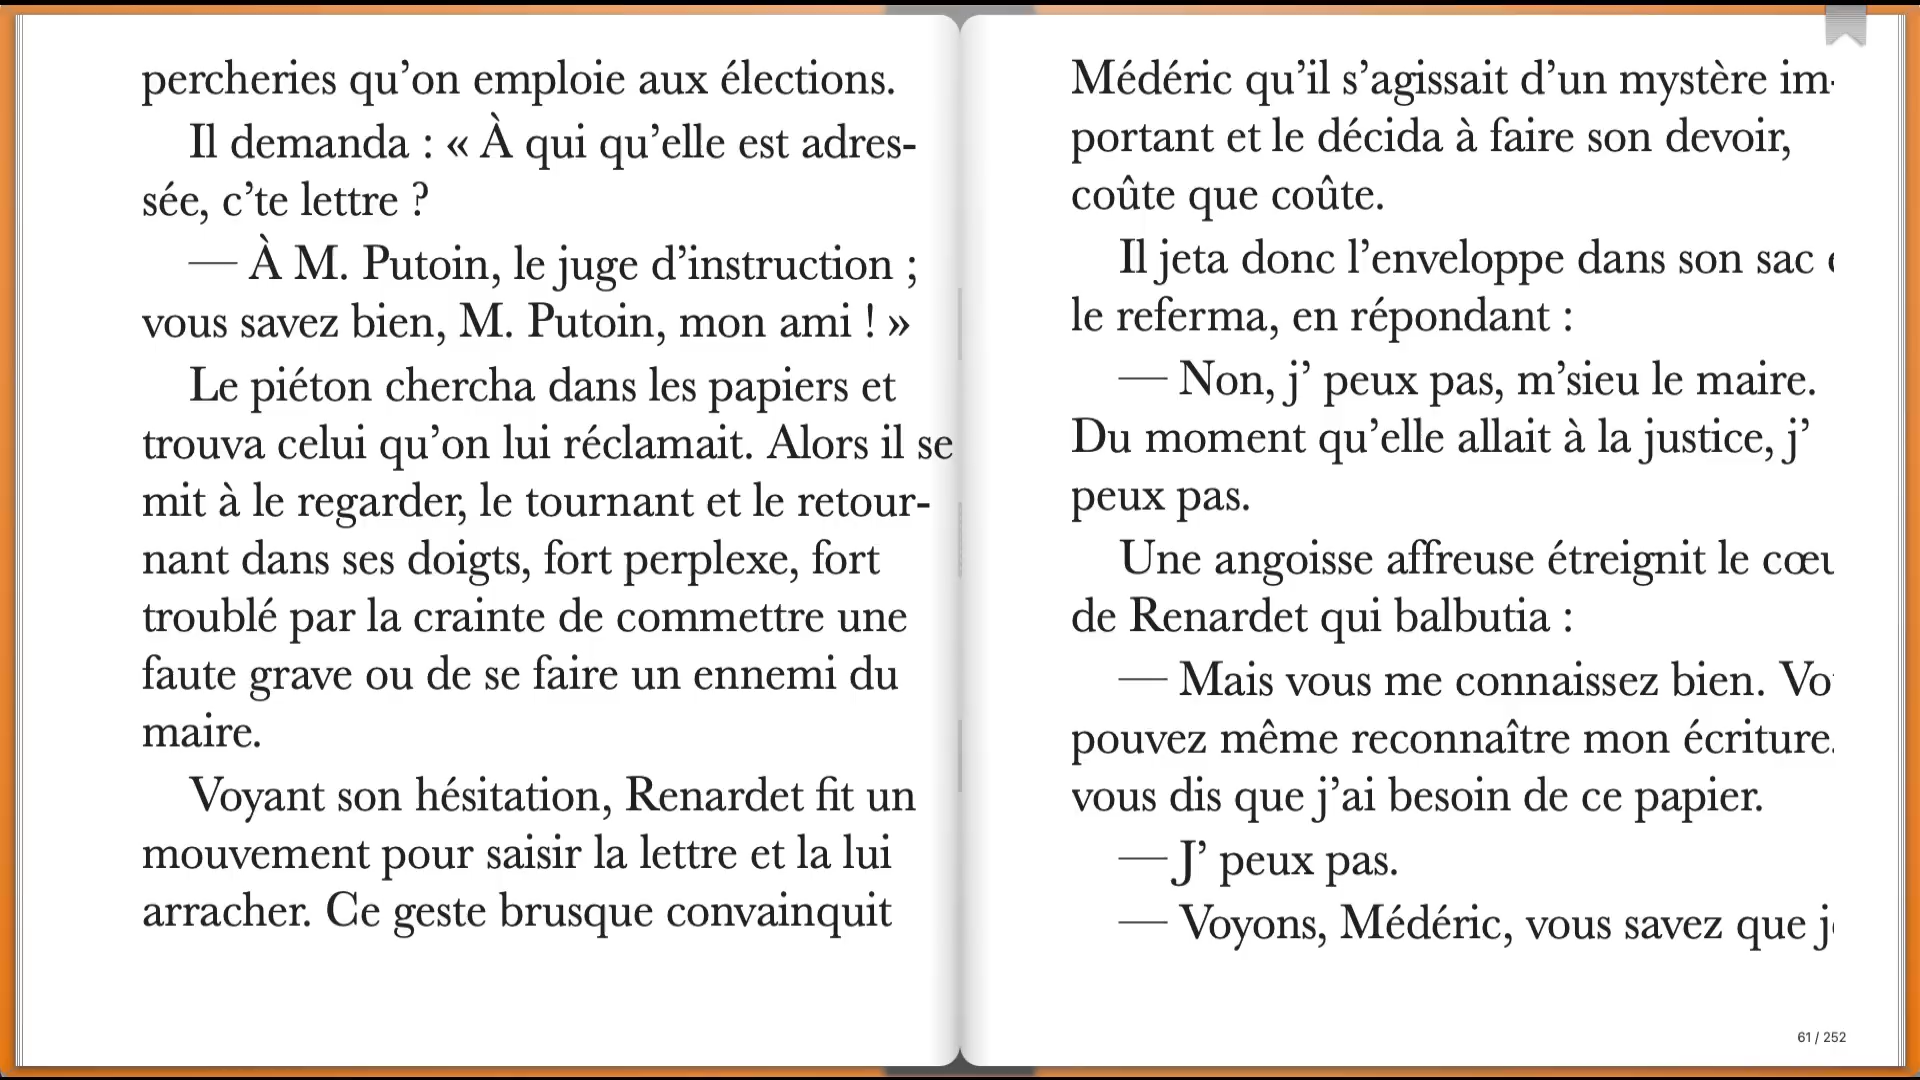 percheries qu’on emploie aux élections.
Il demanda : « À qui qu’elle est adres-
sée, c’te lettre ?
— À M. Putoin, le juge d’instruction ;
vous savez bien, M. Putoin, mon ami ! »
Le piéton chercha dans les papiers et
trouva celui qu’on lui réclamait. Alors il se
mit à le regarder, le tournant et le retour-
nant dans ses doigts, fort perplexe, fort
troublé par la crainte de commettre une
faute grave ou de se faire un ennemi du
maire.
Voyant son hésitation, Renardet fit un
mouvement pour saisir la lettre et la lui
arracher. Ce geste brusque convainquit
Médéric qu’il s’agissait d’un mystère im-
portant et le décida à faire son devoir,
coûte que coûte.
Il jeta donc l’enveloppe dans son sac
le referma, en répondant :
— Non, j’ peux pas, m’sieu le maire.
Du moment qu’elle allait à la justice, j’
peux pas.
Une angoisse affreuse étreignit le
de Renardet qui balbutia :
— Mais vous me connaissez bien.
pouvez même reconnaître mon écriture.
vous dis que j’ai besoin de ce papier.
— J’ peux pas.
— Voyons, Médéric, vous savez que
61 / 252